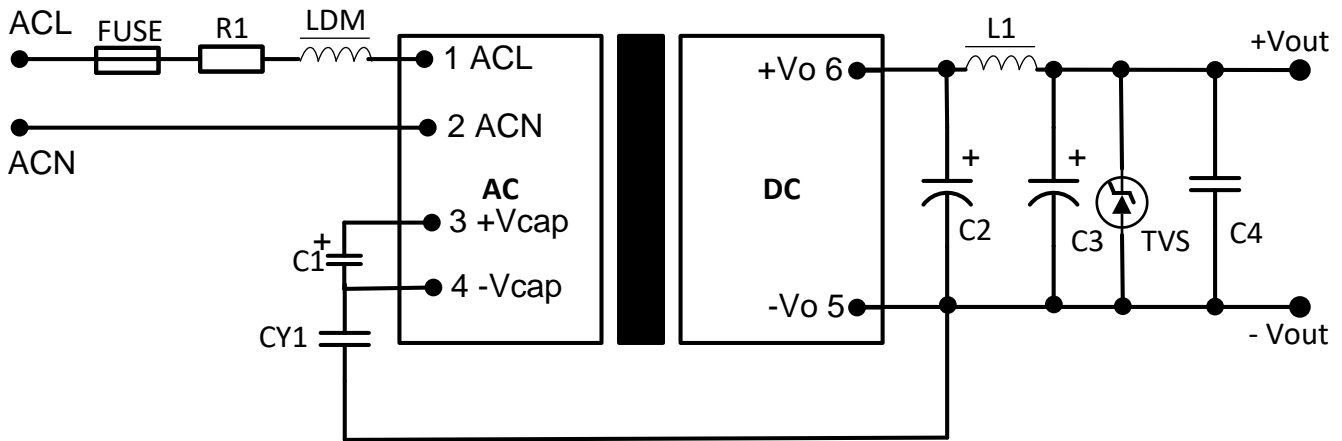 ACL
FUSE
R1
LDM
1 ACL
ACN
2 ACN
AC
3 +Vcap
+
C1
4 -Vcap
CY1
DC
+Vo 6
-Vo 5
L1
+
C2
+
C3
TVS
C4
+Vout
- Vout